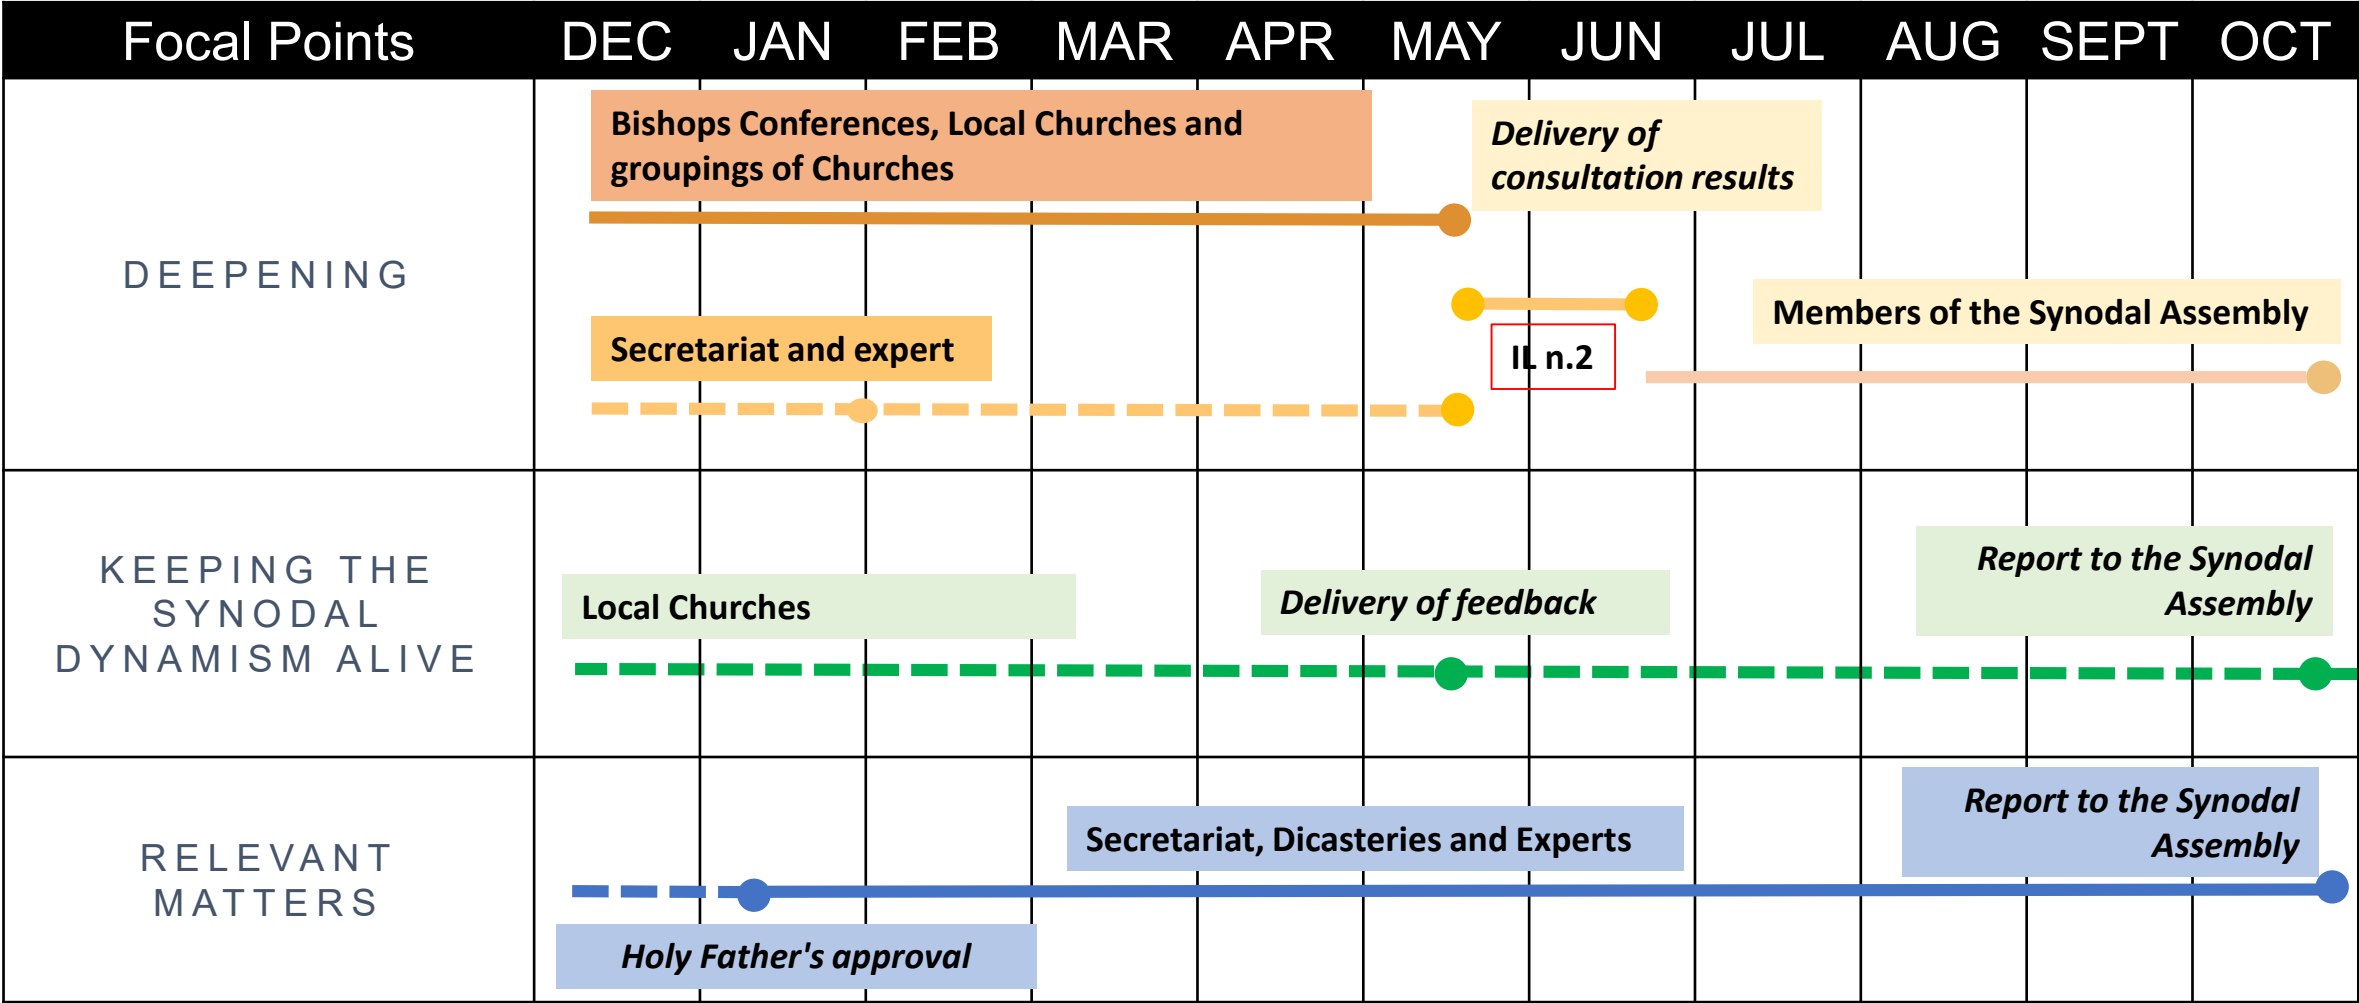 Focal Points DEC JAN FEB MAR APR MAY JUN JUL AUG SEPT OCT
DEEPENING
Bishops Conferences, Local Churches and
groupings of Churches
Delivery of
consultation results
Secretariat and expert
IL n.2
Members of the Synodal Assembly
KEEPING THE
SYNODAL
DYNAMISM ALIVE
Local Churches
Delivery of feedback
Report to the Synodal
Assembly
RELEVANT
MATTERS
Secretariat, Dicasteries and Experts
Report to the Synodal
Assembly
Holy Father's approval